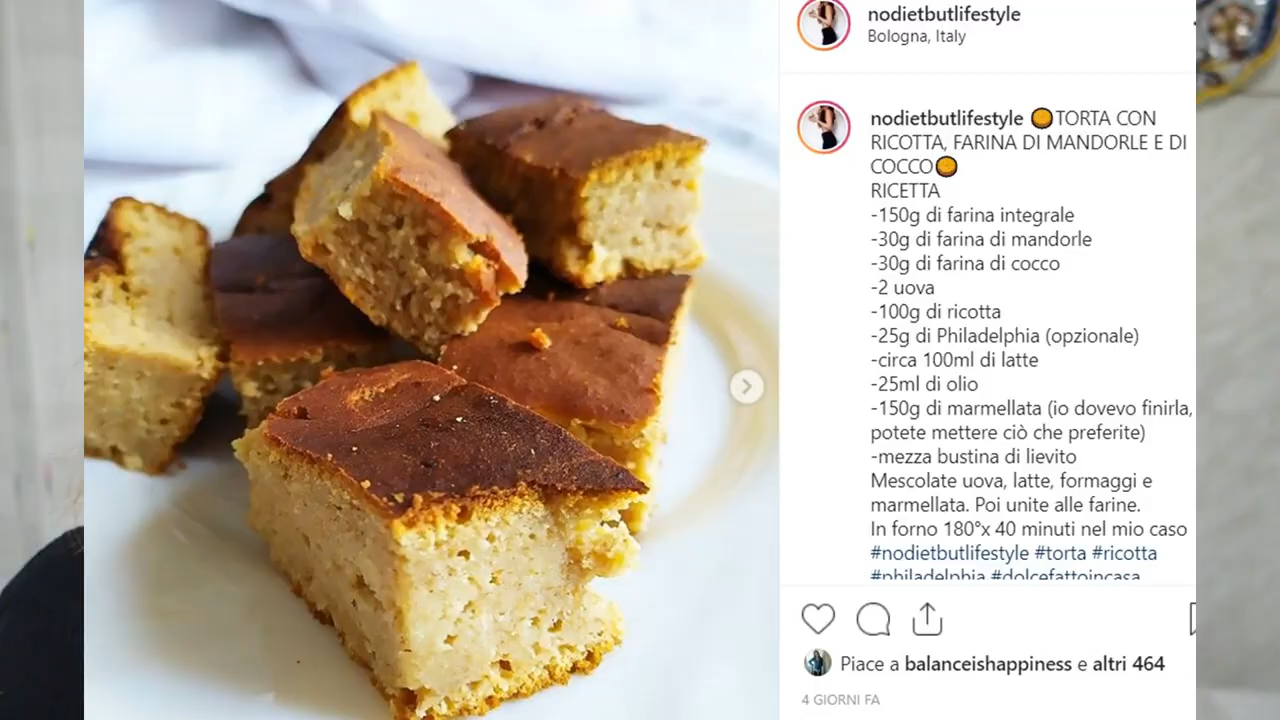 nodietbutlifestyle
Bologna, Italy
nodietbutlifestyle TORTA CON
RICOTTA, FARINA DI MANDORLE E DI
COCCO
RICETTA
-150g di farina integrale
-30g di farina di mandorle
-30g di farina di cocco
-2 uova
-100g di ricotta
-25g di Philadelphia (opzionale)
-circa 100ml di latte
-25ml di olio
-150g di marmellata (io dovevo finirla,
potete mettere ciò che preferite)
-mezza bustina di lievito
Mescolate uova, latte, formaggi e
marmellata. Poi unite alle farine.
In forno 180°x 40 minuti nel mio caso
#nodietbutlifestyle #torta #ricotta
#philadelphia #dolcefattoincasa
Piace a balanceishappiness e altri 464
4 GIORNI FA